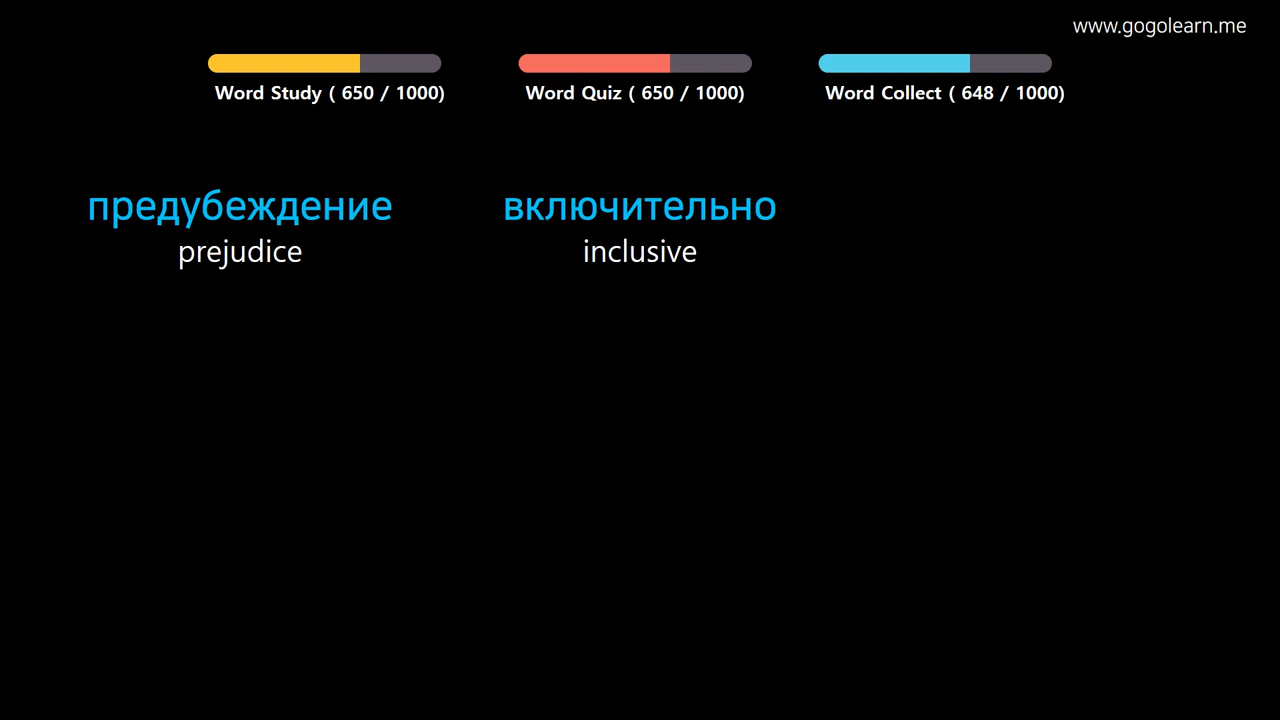 www.gogolearn.me
Word Study ( 650 / 1000)
Word Quiz ( 650 / 1000)
Word Collect ( 648 / 1000)
предубеждение
prejudice
включительно
inclusive